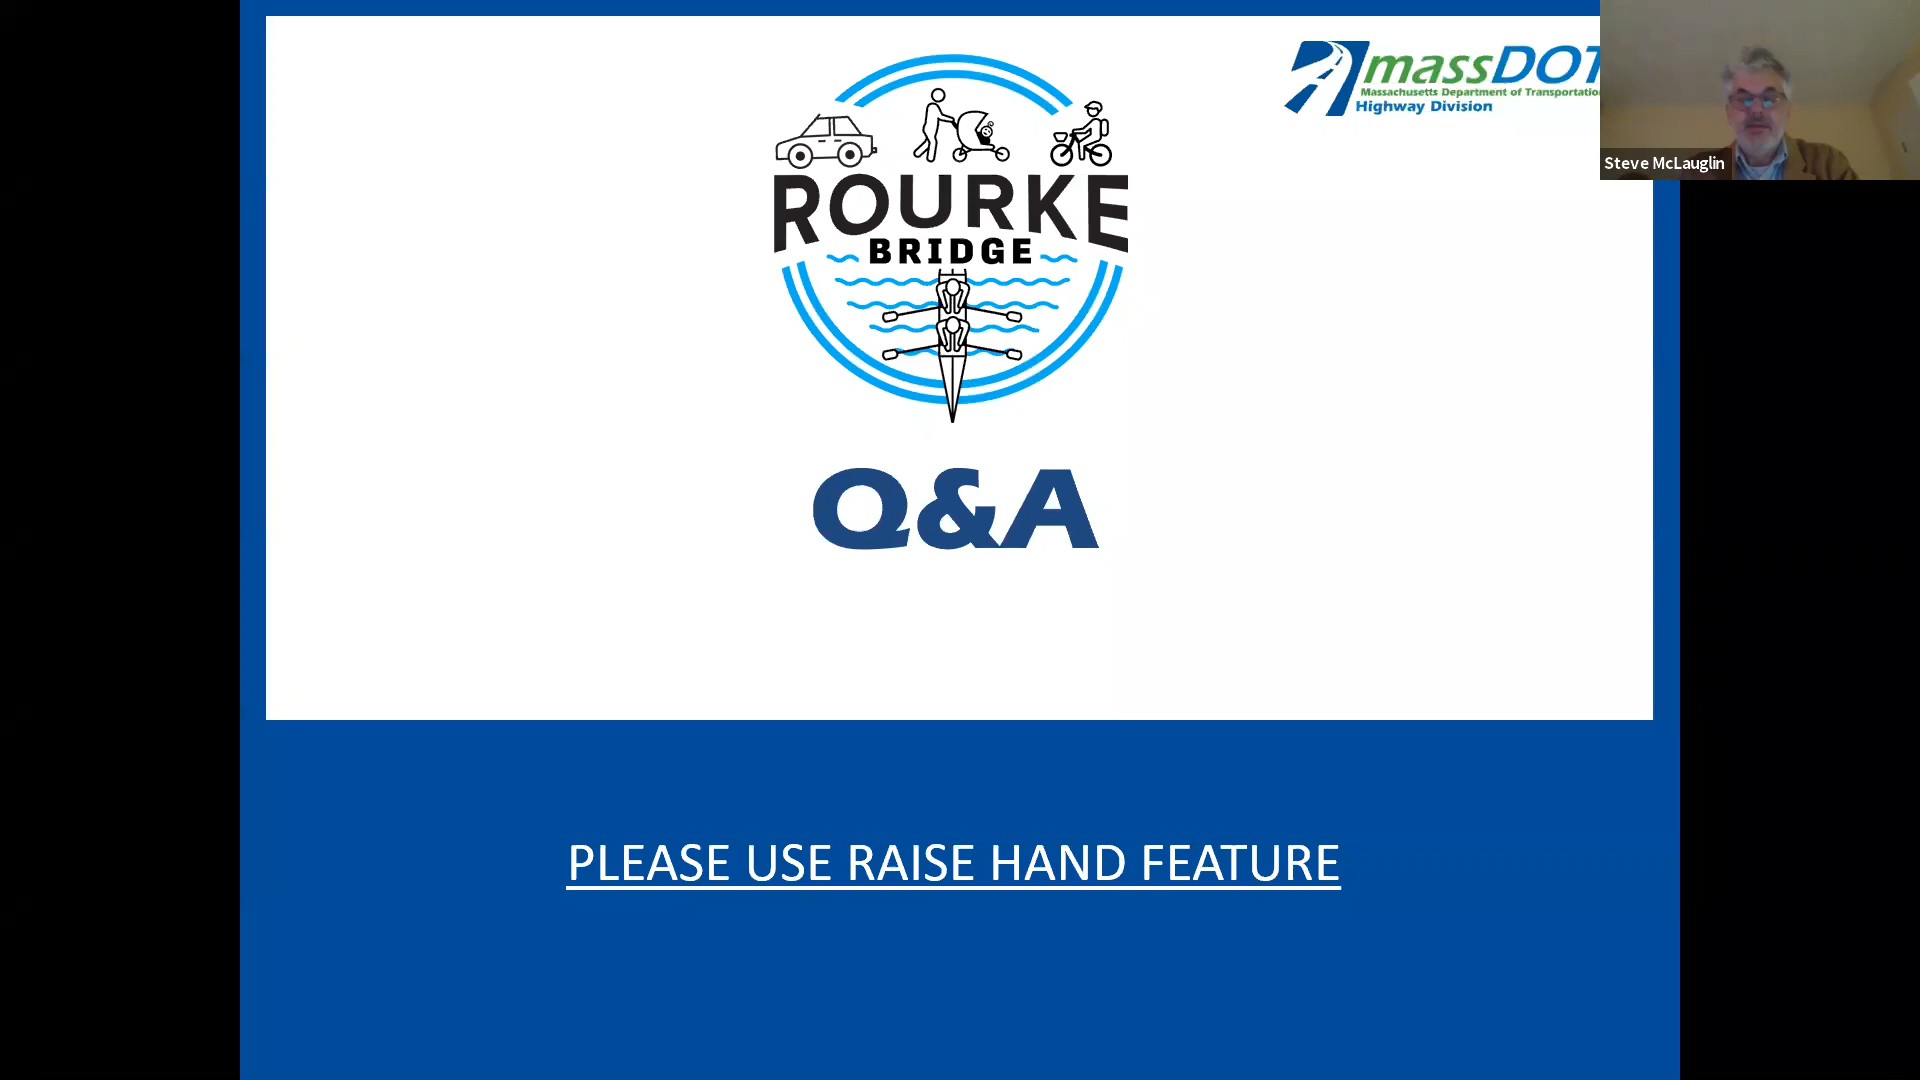 massDOT
Massachusetts Department of Transportation
Highway Division
Steve McLauglin
ROURKE
BRIDGE
Q&A
PLEASE USE RAISE HAND FEATURE